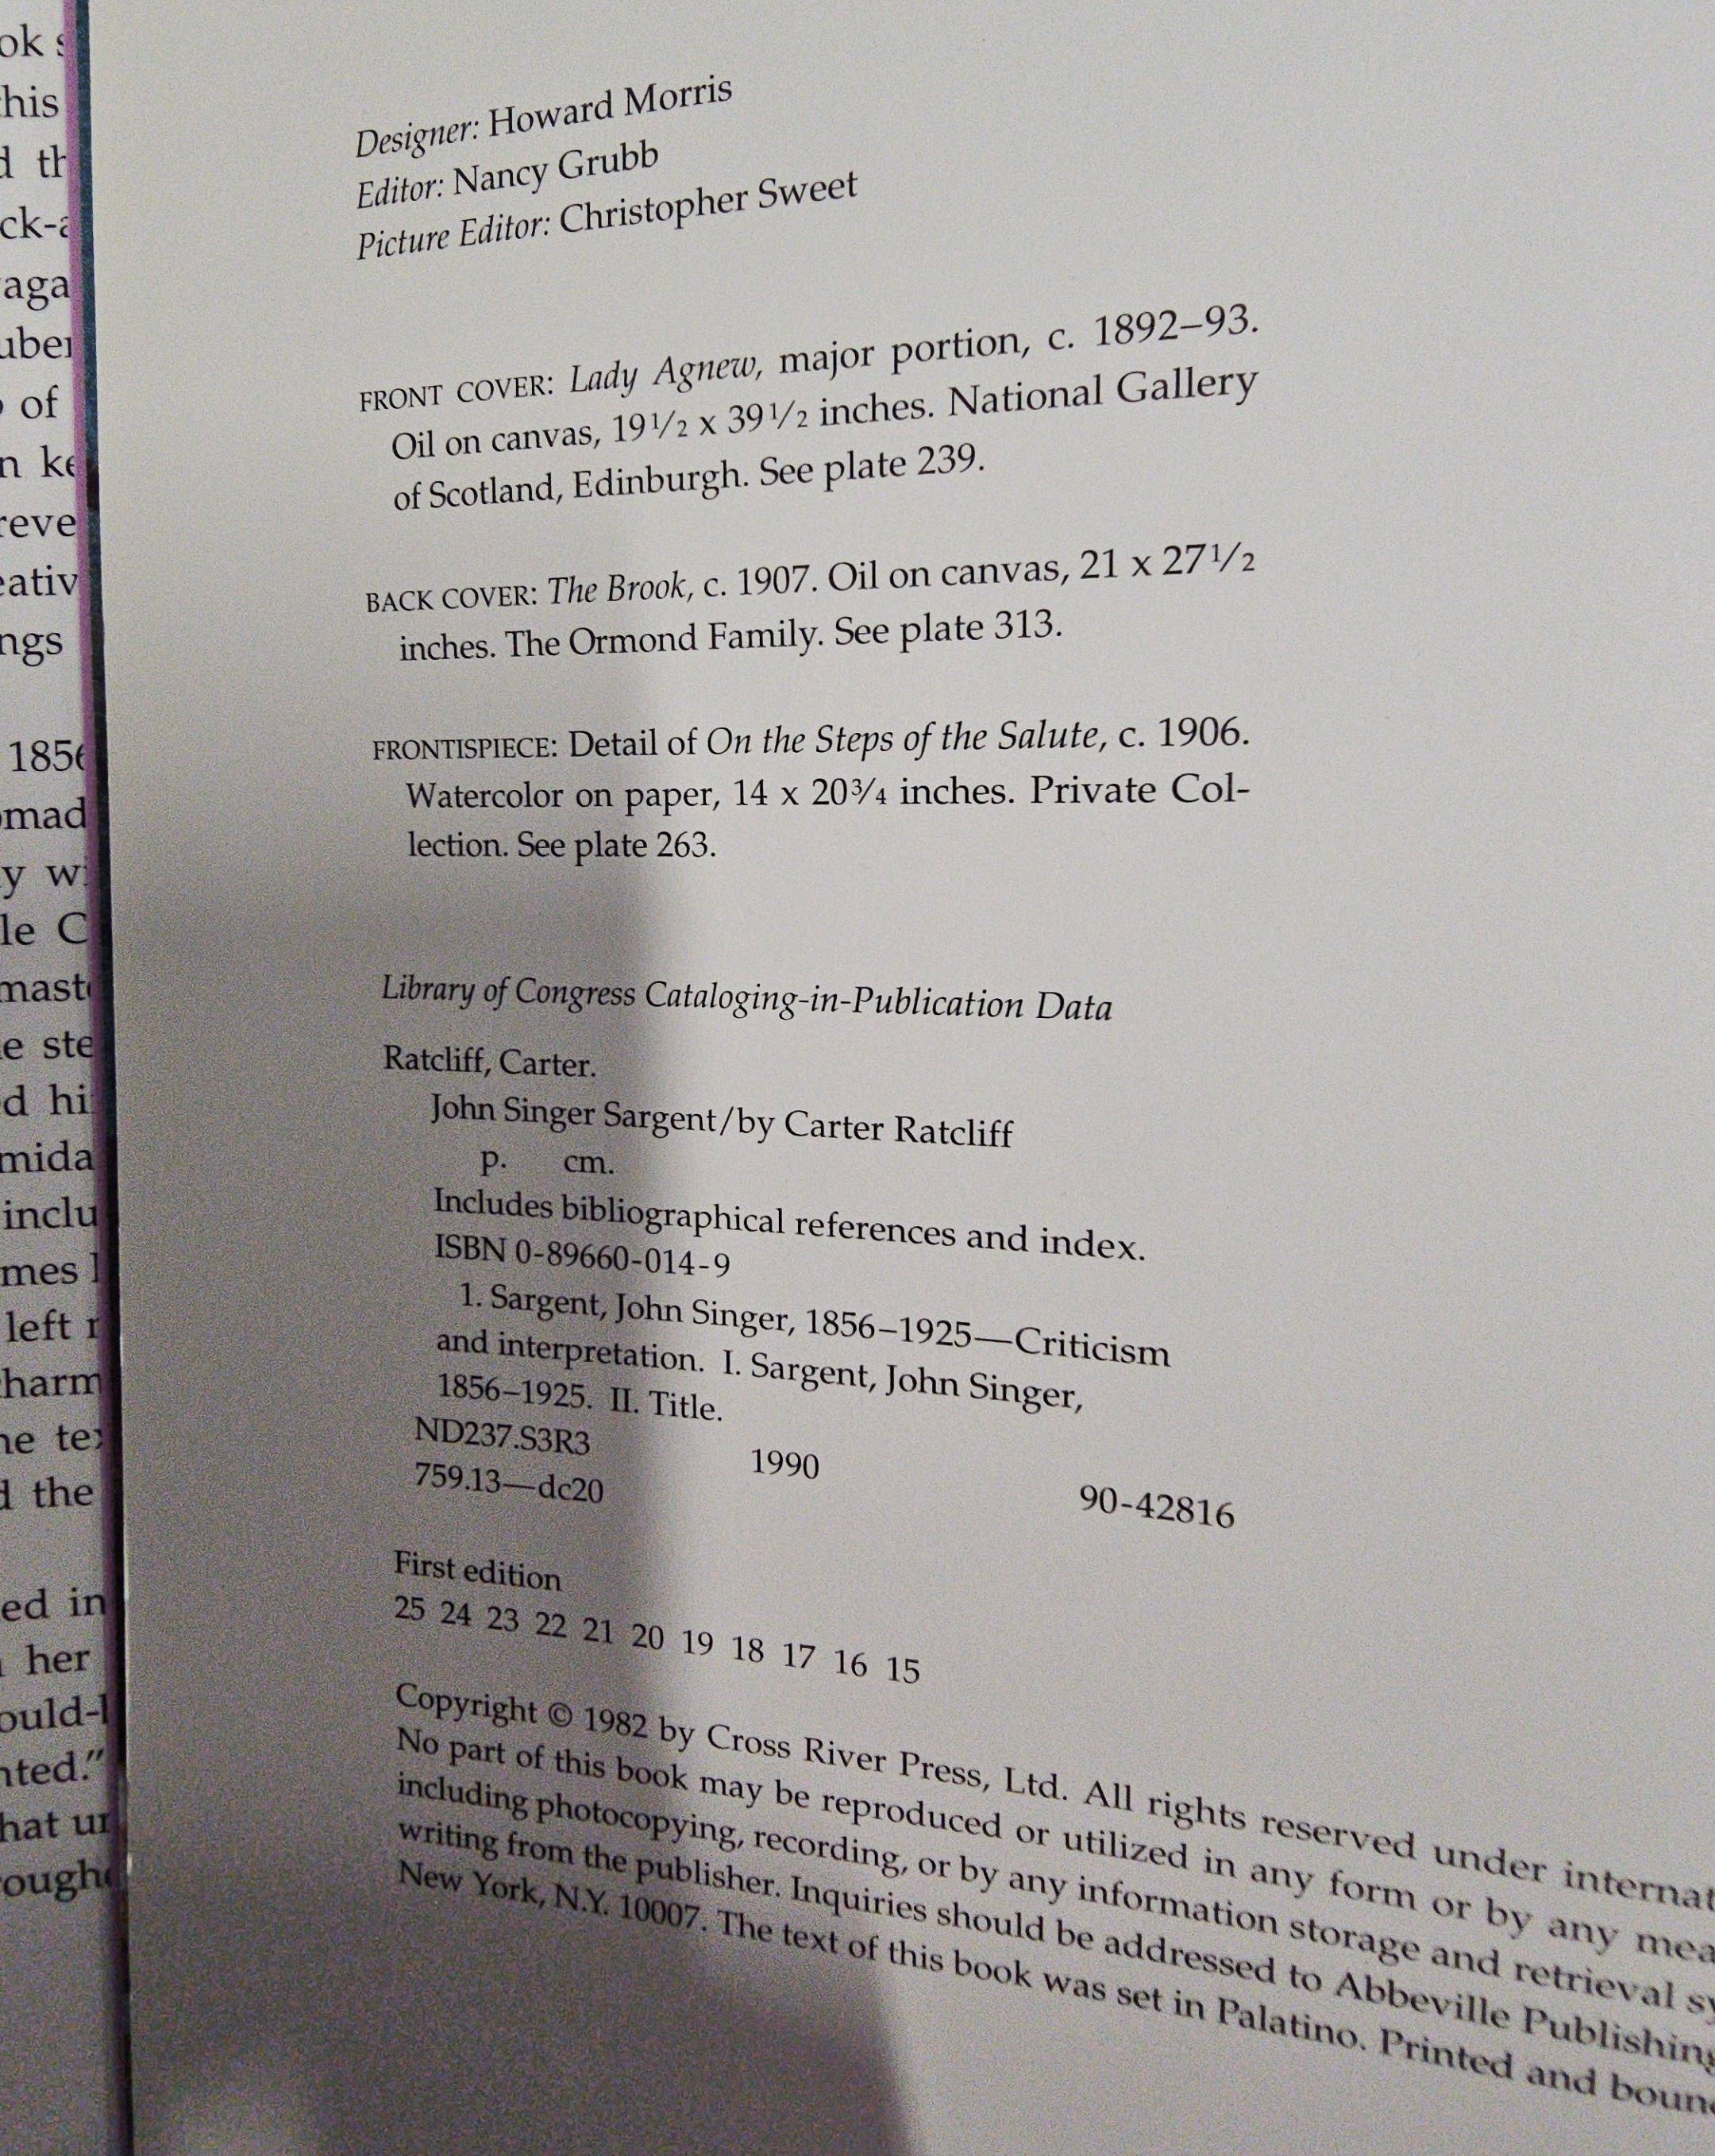 Designer: Howard Morris
Editor: Nancy Grubb
Picture Editor: Christopher Sweet
FRONT COVER: Lady Agnew, major portion, c. 1892–93.
Oil on canvas, 19½ x 39½ inches. National Gallery
of Scotland, Edinburgh. See plate 239.
BACK COVER: The Brook, c. 1907. Oil on canvas, 21 x 27½
inches. The Ormond Family. See plate 313.
FRONTISPIECE: Detail of On the Steps of the Salute, c. 1906.
Watercolor on paper, 14 x 20¾ inches. Private Col-
lection. See plate 263.
Library of Congress Cataloging-in-Publication Data
Ratcliff, Carter.
John Singer Sargent/by Carter Ratcliff
p. cm.
Includes bibliographical references and index.
ISBN 0-89660-014-9
1. Sargent, John Singer, 1856–1925—Criticism
and interpretation. I. Sargent, John Singer,
1856–1925. II. Title.
ND237.S3R3 1990
759.13—dc20 90-42816
First edition
25 24 23 22 21 20 19 18 17 16 15
Copyright © 1982 by Cross River Press, Ltd. All rights reserved under internat
No part of this book may be reproduced or utilized in any form or by any mea
including photocopying, recording, or by any information storage and retrieval sy
writing from the publisher. Inquiries should be addressed to Abbeville Publishing
New York, N.Y. 10007. The text of this book was set in Palatino. Printed and boun